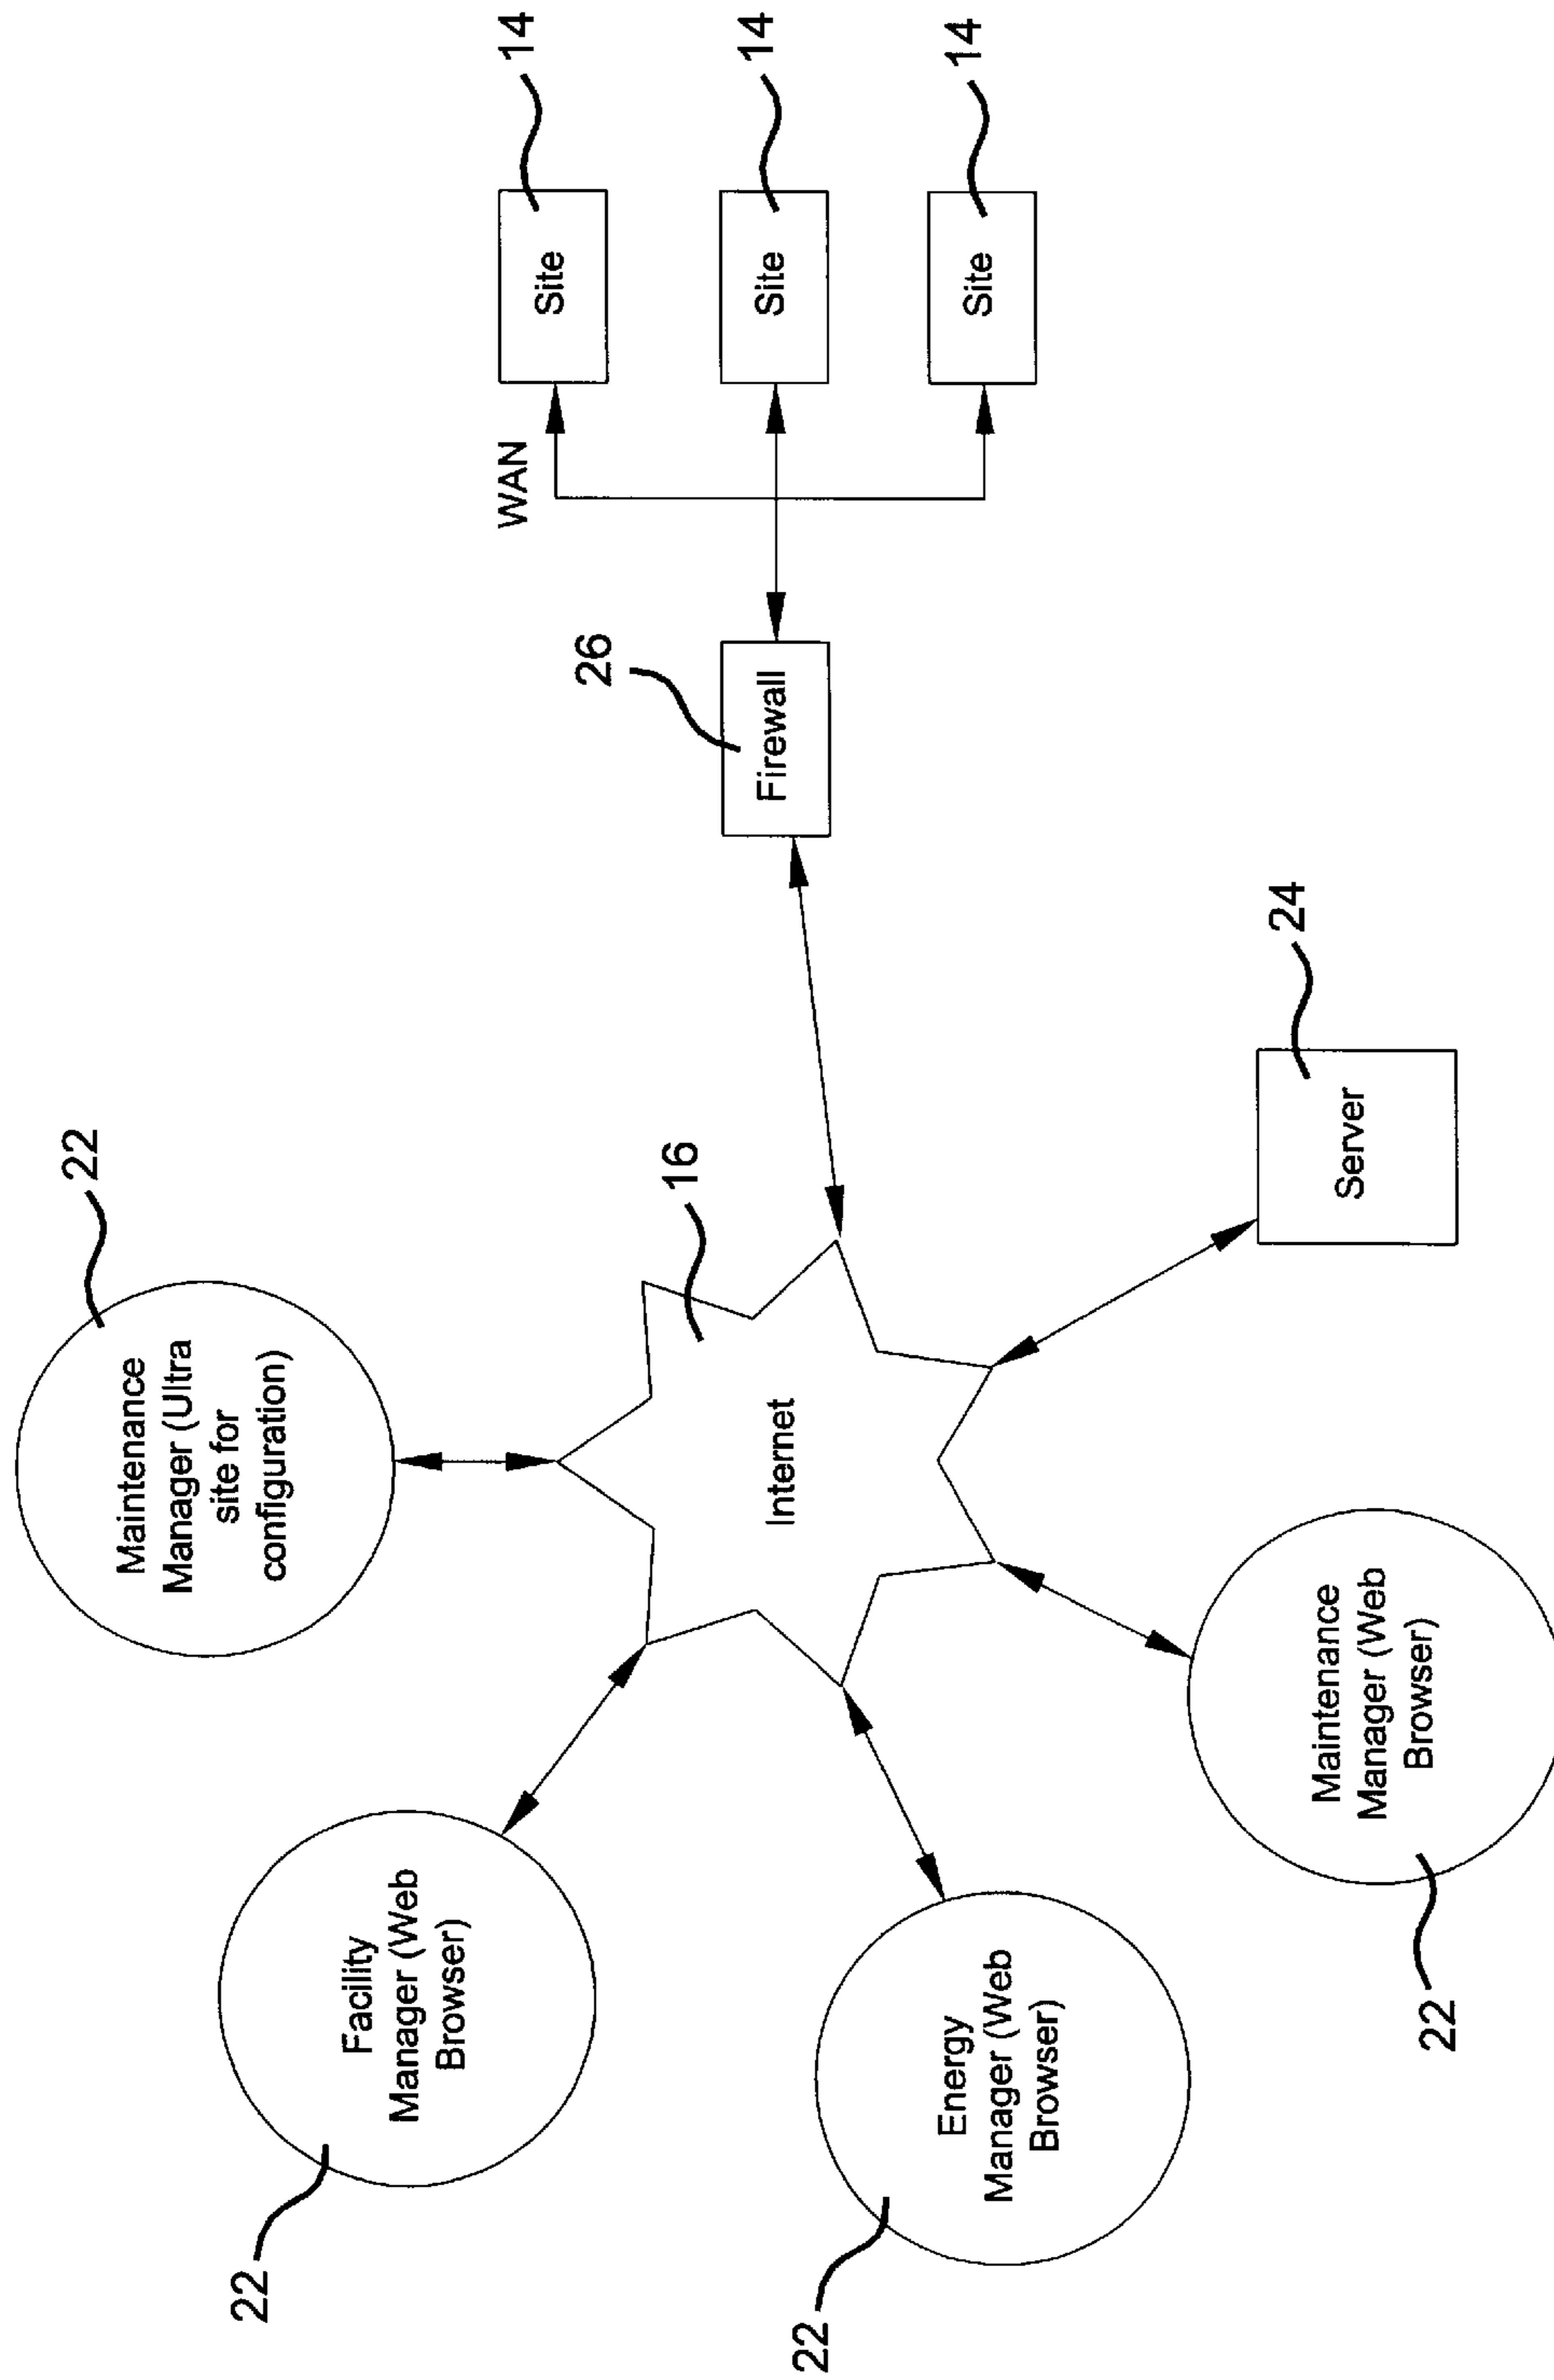 22
Maintenance
Manager (Ultra
site for
configuration)
22
Facility
Manager (Web
Browser)
16
Internet
22
Energy
Manager (Web
Browser)
22
Maintenance
Manager (Web
Browser)
24
Server
26
Firewall
WAN
Site
14
Site
14
Site
14